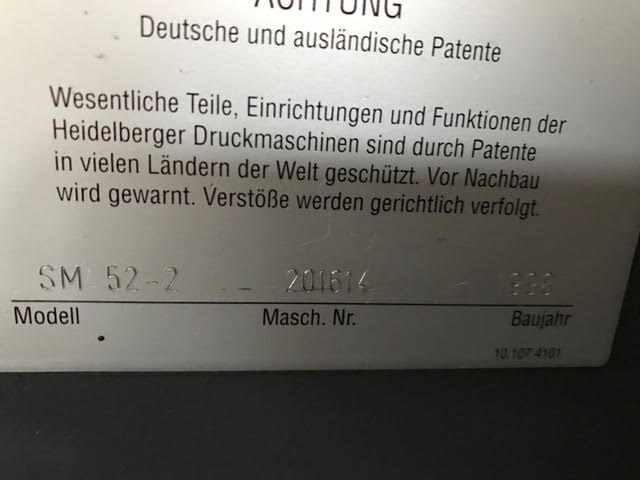 ACHTUNG
Deutsche und ausländische Patente
Wesentliche Teile, Einrichtungen und Funktionen der
Heidelberger Druckmaschinen sind durch Patente
in vielen Ländern der Welt geschützt. Vor Nachbau
wird gewarnt. Verstöße werden gerichtlich verfolgt.
SM 52-2 -- 201614 -
Modell Masch. Nr. Baujahr
10.107 4101